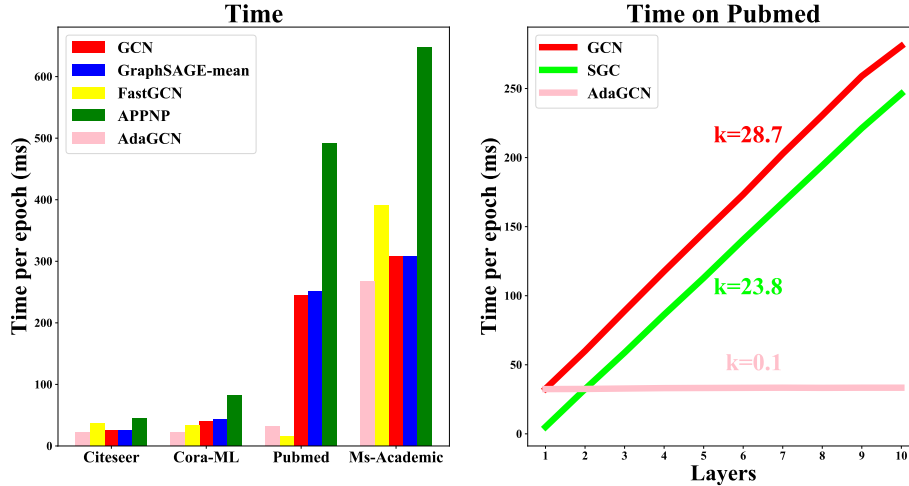 Time
Time per epoch (ms)
600
500
400
300
200
100
0
GCN
GraphSAGE-mean
FastGCN
APPNP
AdaGCN
Citeseer
Cora-ML
Pubmed
Ms-Academic
Time on Pubmed
Time per epoch (ms)
250
200
150
100
50
0
GCN
SGC
AdaGCN
k=28.7
k=23.8
k=0.1
1 2 3 4 5 6 7 8 9 10
Layers